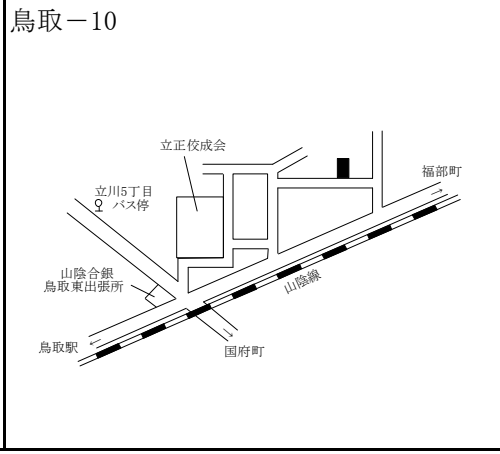 鳥取－10
立正佼成会
福部町
→
立川5丁目
バス停
山陰合銀
鳥取東出張所
山陰線
鳥取駅 ←
→
国府町